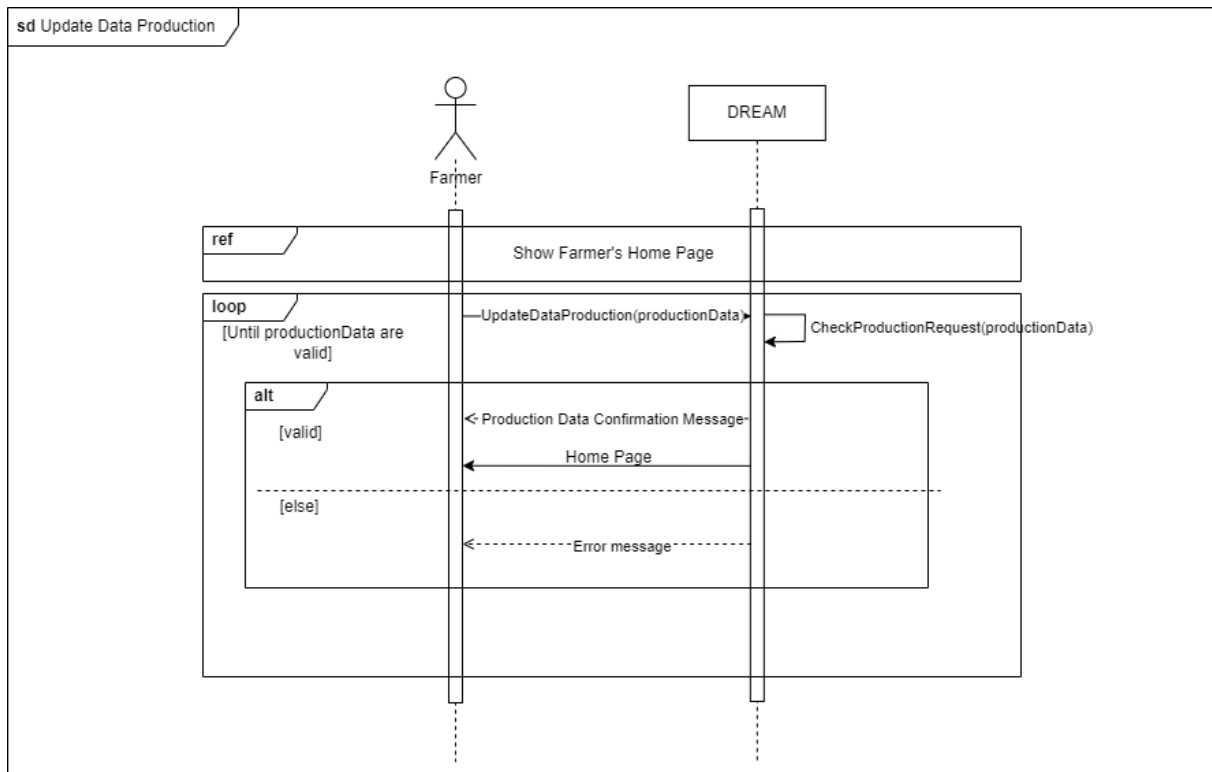 sd Update Data Production
DREAM
Farmer
ref
Show Farmer's Home Page
loop
[Until productionData are
valid]
UpdateDataProduction(productionData)
CheckProductionRequest(productionData)
alt
[valid]
Production Data Confirmation Message
Home Page
[else]
Error message